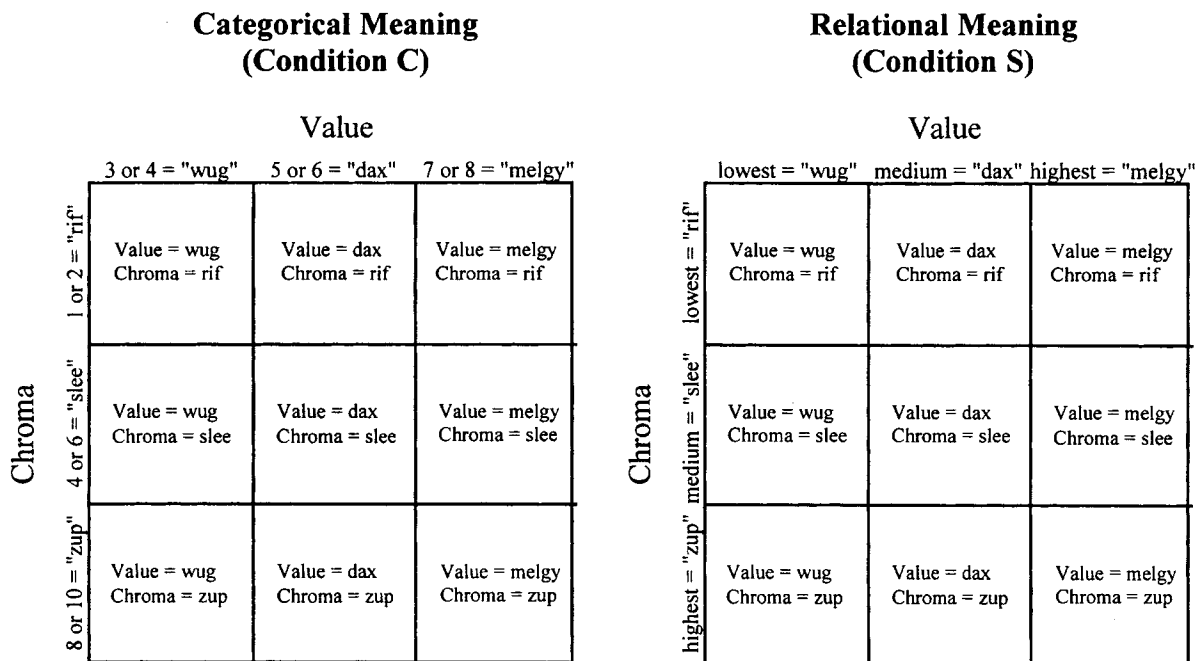 Categorical Meaning
(Condition C)
Value
3 or 4 = "wug" 5 or 6 = "dax" 7 or 8 = "melgy"
Chroma
1 or 2 = "rif"
Value = wug
Chroma = rif
Value = dax
Chroma = rif
Value = melgy
Chroma = rif
4 or 6 = "slee"
Value = wug
Chroma = slee
Value = dax
Chroma = slee
Value = melgy
Chroma = slee
8 or 10 = "zup"
Value = wug
Chroma = zup
Value = dax
Chroma = zup
Value = melgy
Chroma = zup
Relational Meaning
(Condition S)
Value
lowest = "wug" medium = "dax" highest = "melgy"
Chroma
lowest = "rif"
Value = wug
Chroma = rif
Value = dax
Chroma = rif
Value = melgy
Chroma = rif
medium = "slee"
Value = wug
Chroma = slee
Value = dax
Chroma = slee
Value = melgy
Chroma = slee
highest = "zup"
Value = wug
Chroma = zup
Value = dax
Chroma = zup
Value = melgy
Chroma = zup